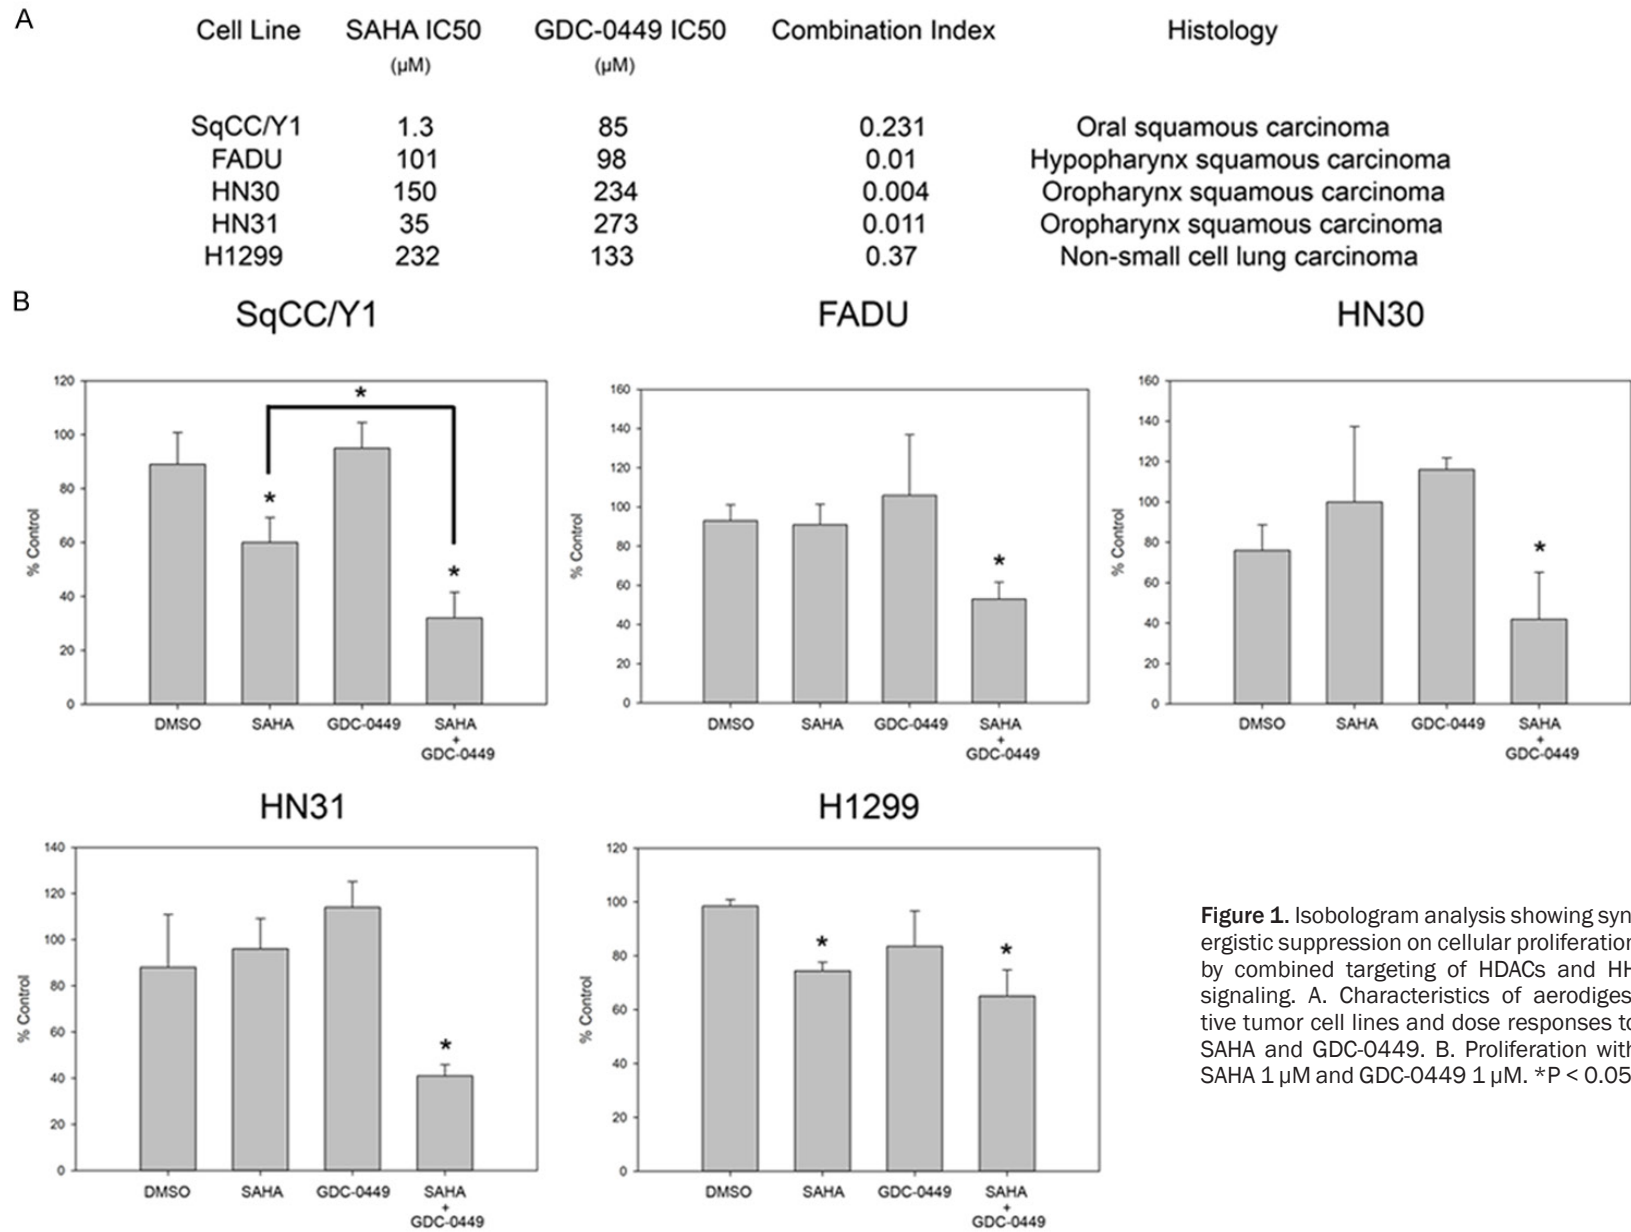 A
Cell Line SAHA IC50 GDC-0449 IC50 Combination Index Histology
(µM) (µM)
SqCC/Y1 1.3 85 0.231 Oral squamous carcinoma
FADU 101 98 0.01 Hypopharynx squamous carcinoma
HN30 150 234 0.004 Oropharynx squamous carcinoma
HN31 35 273 0.011 Oropharynx squamous carcinoma
H1299 232 133 0.37 Non-small cell lung carcinoma
B
SqCC/Y1
120
100
80
60
40
20
0
% Control
*
*
*
DMSO SAHA GDC-0449 SAHA
+
GDC-0449
FADU
160
140
120
100
80
60
40
20
0
% Control
*
DMSO SAHA GDC-0449 SAHA
+
GDC-0449
HN30
160
140
120
100
80
60
40
20
0
% Control
*
DMSO SAHA GDC-0449 SAHA
+
GDC-0449
HN31
140
120
100
80
60
40
20
0
% Control
*
DMSO SAHA GDC-0449 SAHA
+
GDC-0449
H1299
120
100
80
60
40
20
0
% Control
*
*
DMSO SAHA GDC-0449 SAHA
+
GDC-0449
Figure 1. Isobologram analysis showing syn-
ergistic suppression on cellular proliferation
by combined targeting of HDACs and HH
signaling. A. Characteristics of aerodiges-
tive tumor cell lines and dose responses to
SAHA and GDC-0449. B. Proliferation with
SAHA 1 µM and GDC-0449 1 µM. *P < 0.05